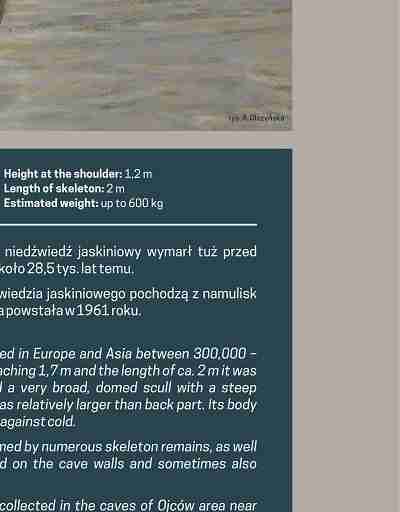 rys. A. Olszyńska
Height at the shoulder: 1,2 m
Length of skeleton: 2 m
Estimated weight: up to 600 kg
niedźwiedź jaskiniowy wymarł tuż przed
koło 28,5 tys. lat temu.
wiedzia jaskiniowego pochodzą z namulisk
a powstała w 1961 roku.
ed in Europe and Asia between 300,000 –
aching 1,7 m and the length of ca. 2 m it was
a very broad, domed scull with a steep
as relatively larger than back part. Its body
against cold.
med by numerous skeleton remains, as well
d on the cave walls and sometimes also
collected in the caves of Ojców area near